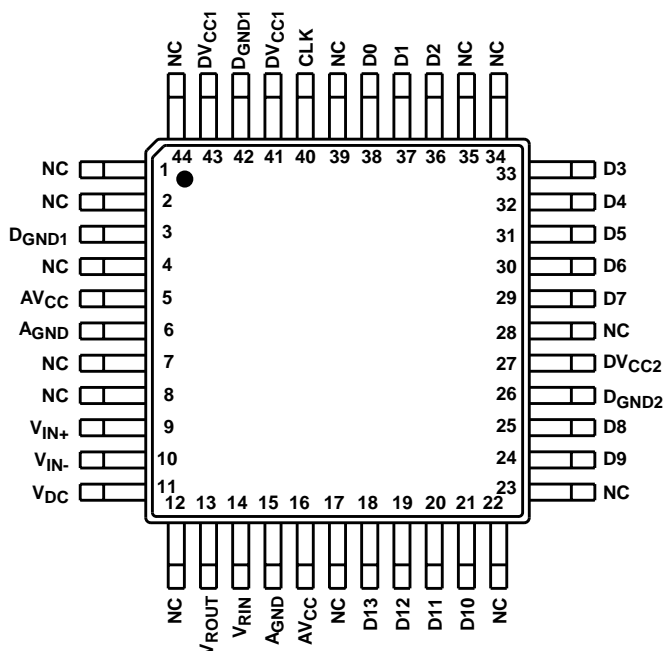 NC
DVCC1
DGND1
DVCC1
CLK
NC
D0
D1
D2
NC
NC
44 43 42 41 40 39 38 37 36 35 34
NC 1 33 D3
NC 2 32 D4
DGND1 3 31 D5
NC 4 30 D6
AVCC 5 29 D7
AGND 6 28 NC
NC 7 27 DVCC2
NC 8 26 DGND2
VIN+ 9 25 D8
VIN- 10 24 D9
VDC 11 23 NC
12 13 14 15 16 17 18 19 20 21 22
NC
VROUT
VRIN
AGND
AVCC
NC
D13
D12
D11
D10
NC